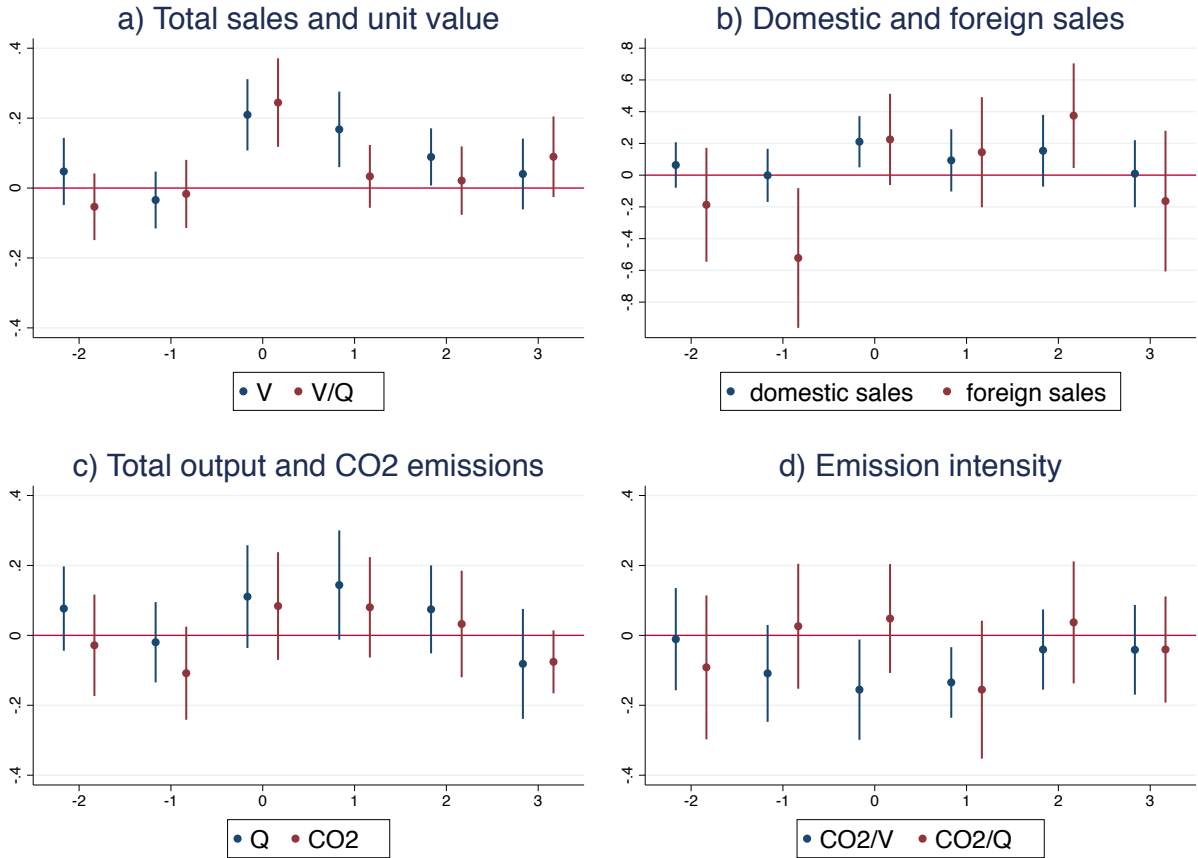 a) Total sales and unit value
.4
.2
0
-.2
-.4
-2 -1 0 1 2 3
V V/Q
b) Domestic and foreign sales
.8
.6
.4
.2
0
-.2
-.4
-.6
-.8
-2 -1 0 1 2 3
domestic sales foreign sales
c) Total output and CO2 emissions
.4
.2
0
-.2
-.4
-2 -1 0 1 2 3
Q CO2
d) Emission intensity
.4
.2
0
-.2
-.4
-2 -1 0 1 2 3
CO2/V CO2/Q